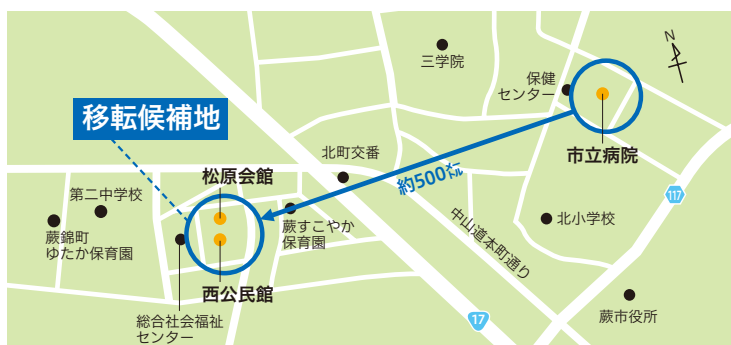 三学院
保健
センター
N
移転候補地
北町交番
約500㍍
市立病院
松原会館
117
第二中学校
蕨すこやか
保育園
中山道本町通り
北小学校
蕨錦町
ゆたか保育園
西公民館
総合社会福祉
センター
17
蕨市役所